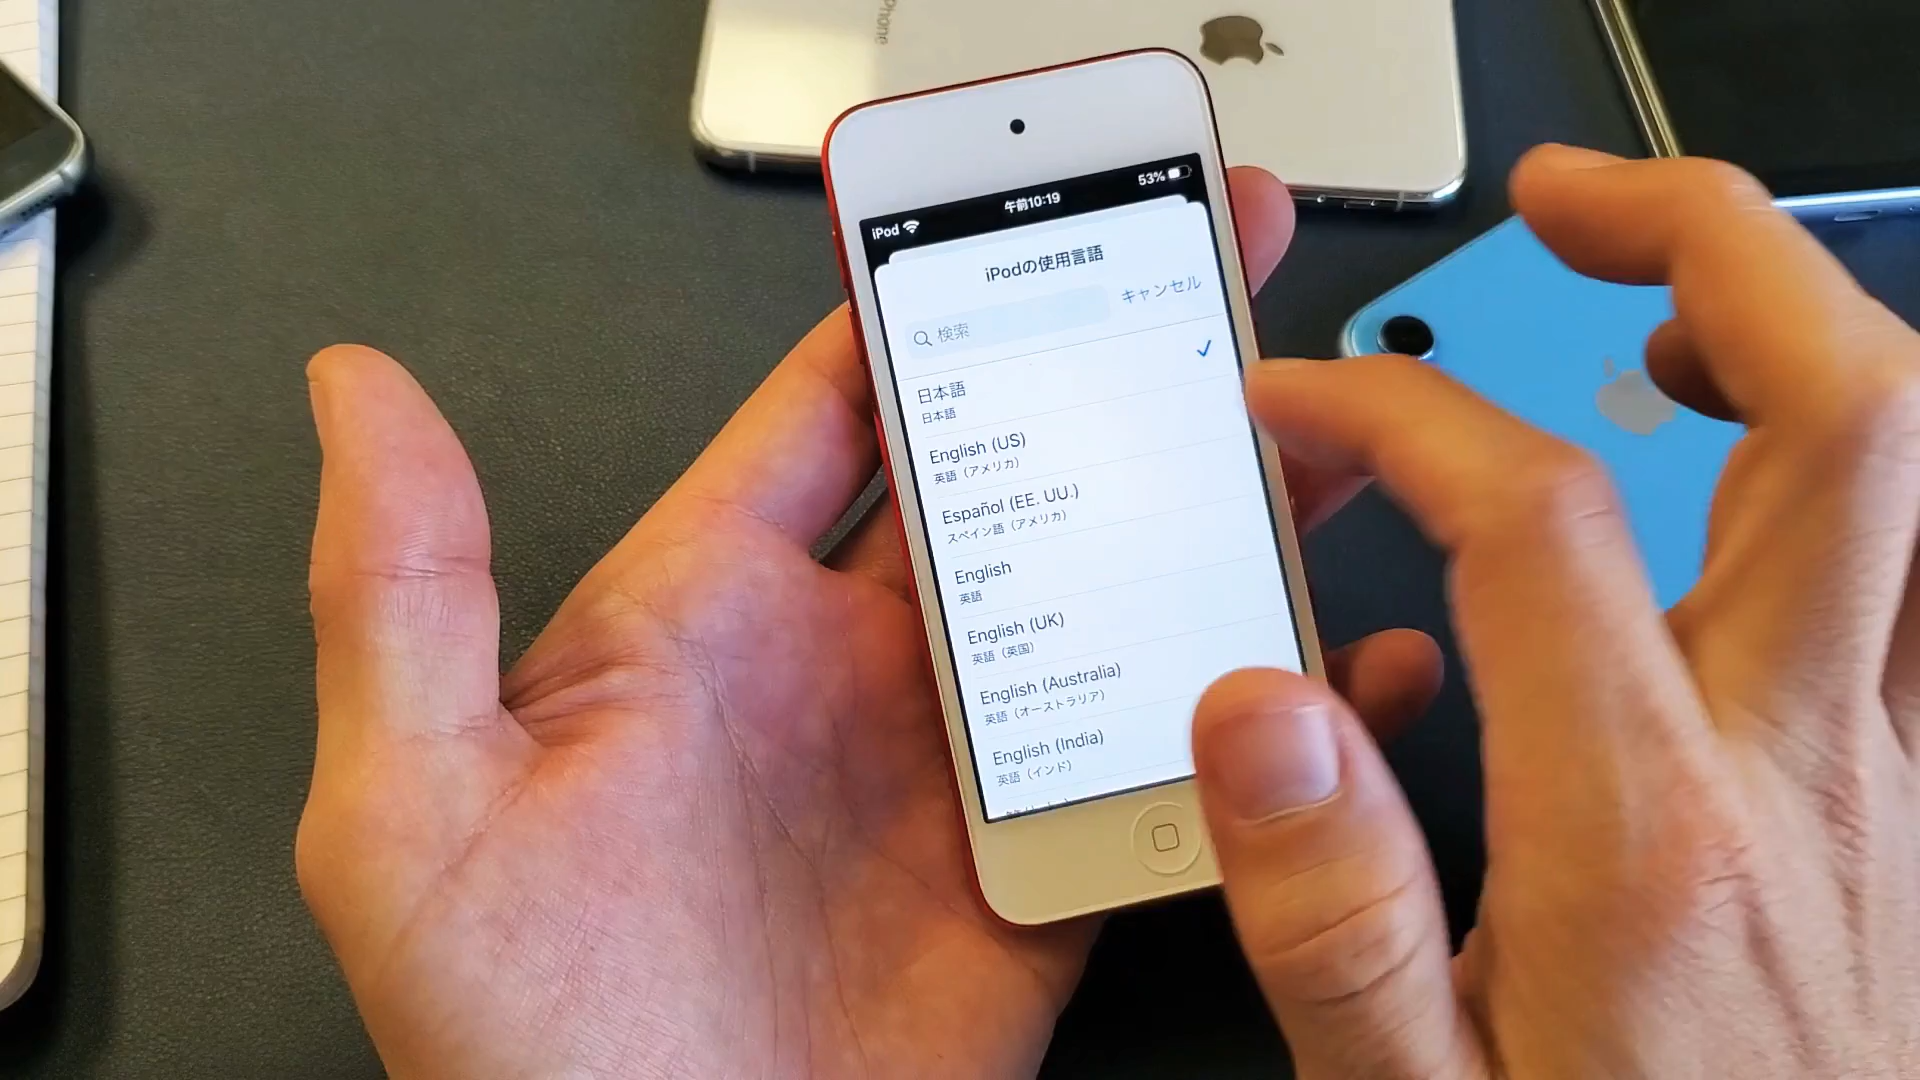 iPhone
iPod 午前10:19 53%
iPodの使用言語
検索 キャンセル
日本語
日本語
English (US)
英語（アメリカ）
Español (EE. UU.)
スペイン語（アメリカ）
English
英語
English (UK)
英語（英国）
English (Australia)
英語（オーストラリア）
English (India)
英語（インド）